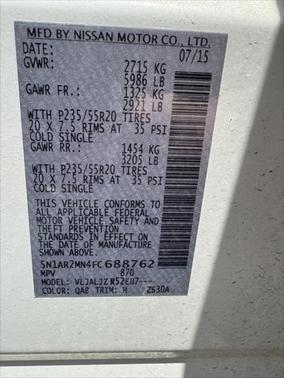 MFD BY NISSAN MOTOR CO., LTD.
DATE: 07/15
GVWR: 2715 KG
5986 LB
GAWR FR.: 1325 KG
2921 LB
WITH P235/55R20 TIRES
20 X 7.5 RIMS AT 35 PSI
COLD SINGLE
GAWR RR.: 1454 KG
3205 LB
WITH P235/55R20 TIRES
20 X 7.5 RIMS AT 35 PSI
COLD SINGLE
THIS VEHICLE CONFORMS TO ALL
APPLICABLE U.S. FEDERAL
MOTOR VEHICLE SAFETY AND
THEFT PREVENTION
STANDARDS IN EFFECT ON
THE DATE OF MANUFACTURE
SHOWN ABOVE.
5N1AR2MN4FC688762
MPV 870
MODEL: VLJALJZ R52EU7---
COLOR: QAB TRIM: H ZS30A